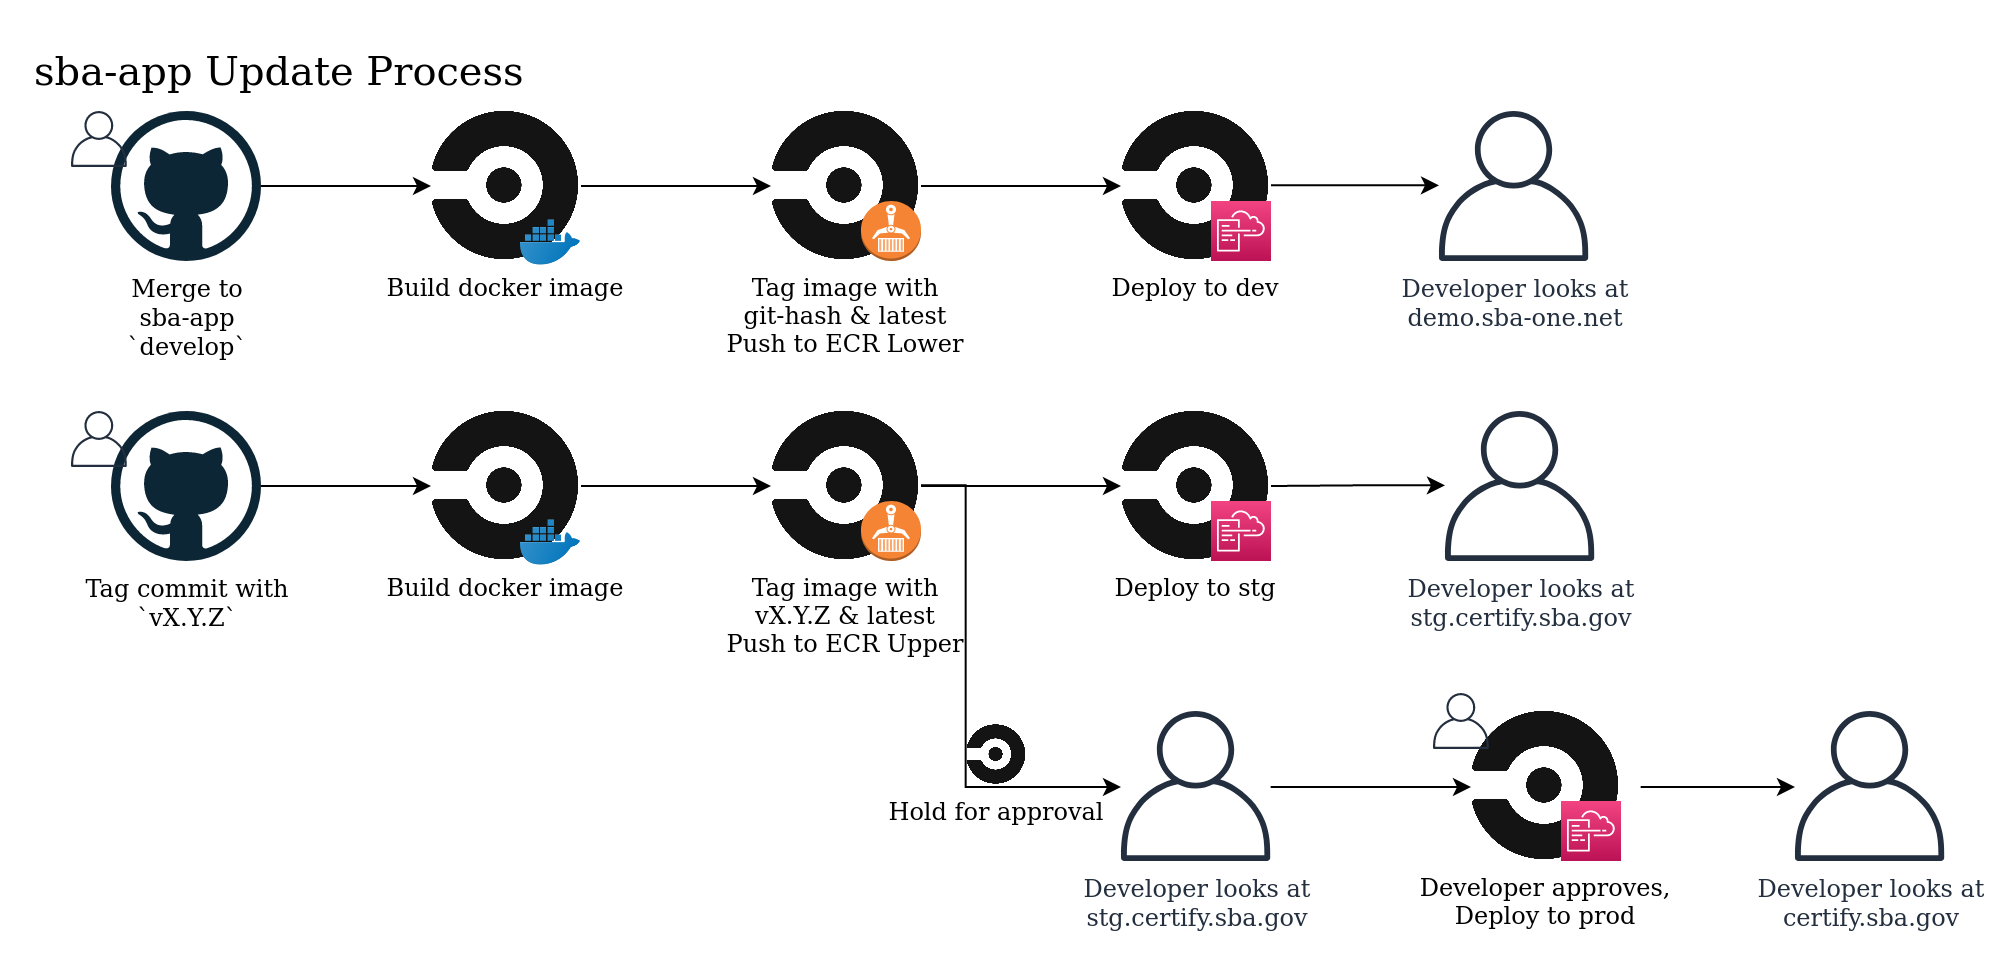 sba-app Update Process
Merge to
sba-app
`develop`
Build docker image
Tag image with
git-hash & latest
Push to ECR Lower
Deploy to dev
Developer looks at
demo.sba-one.net
Tag commit with
`vX.Y.Z`
Build docker image
Tag image with
vX.Y.Z & latest
Push to ECR Upper
Deploy to stg
Developer looks at
stg.certify.sba.gov
Hold for approval
Developer looks at
stg.certify.sba.gov
Developer approves,
Deploy to prod
Developer looks at
certify.sba.gov